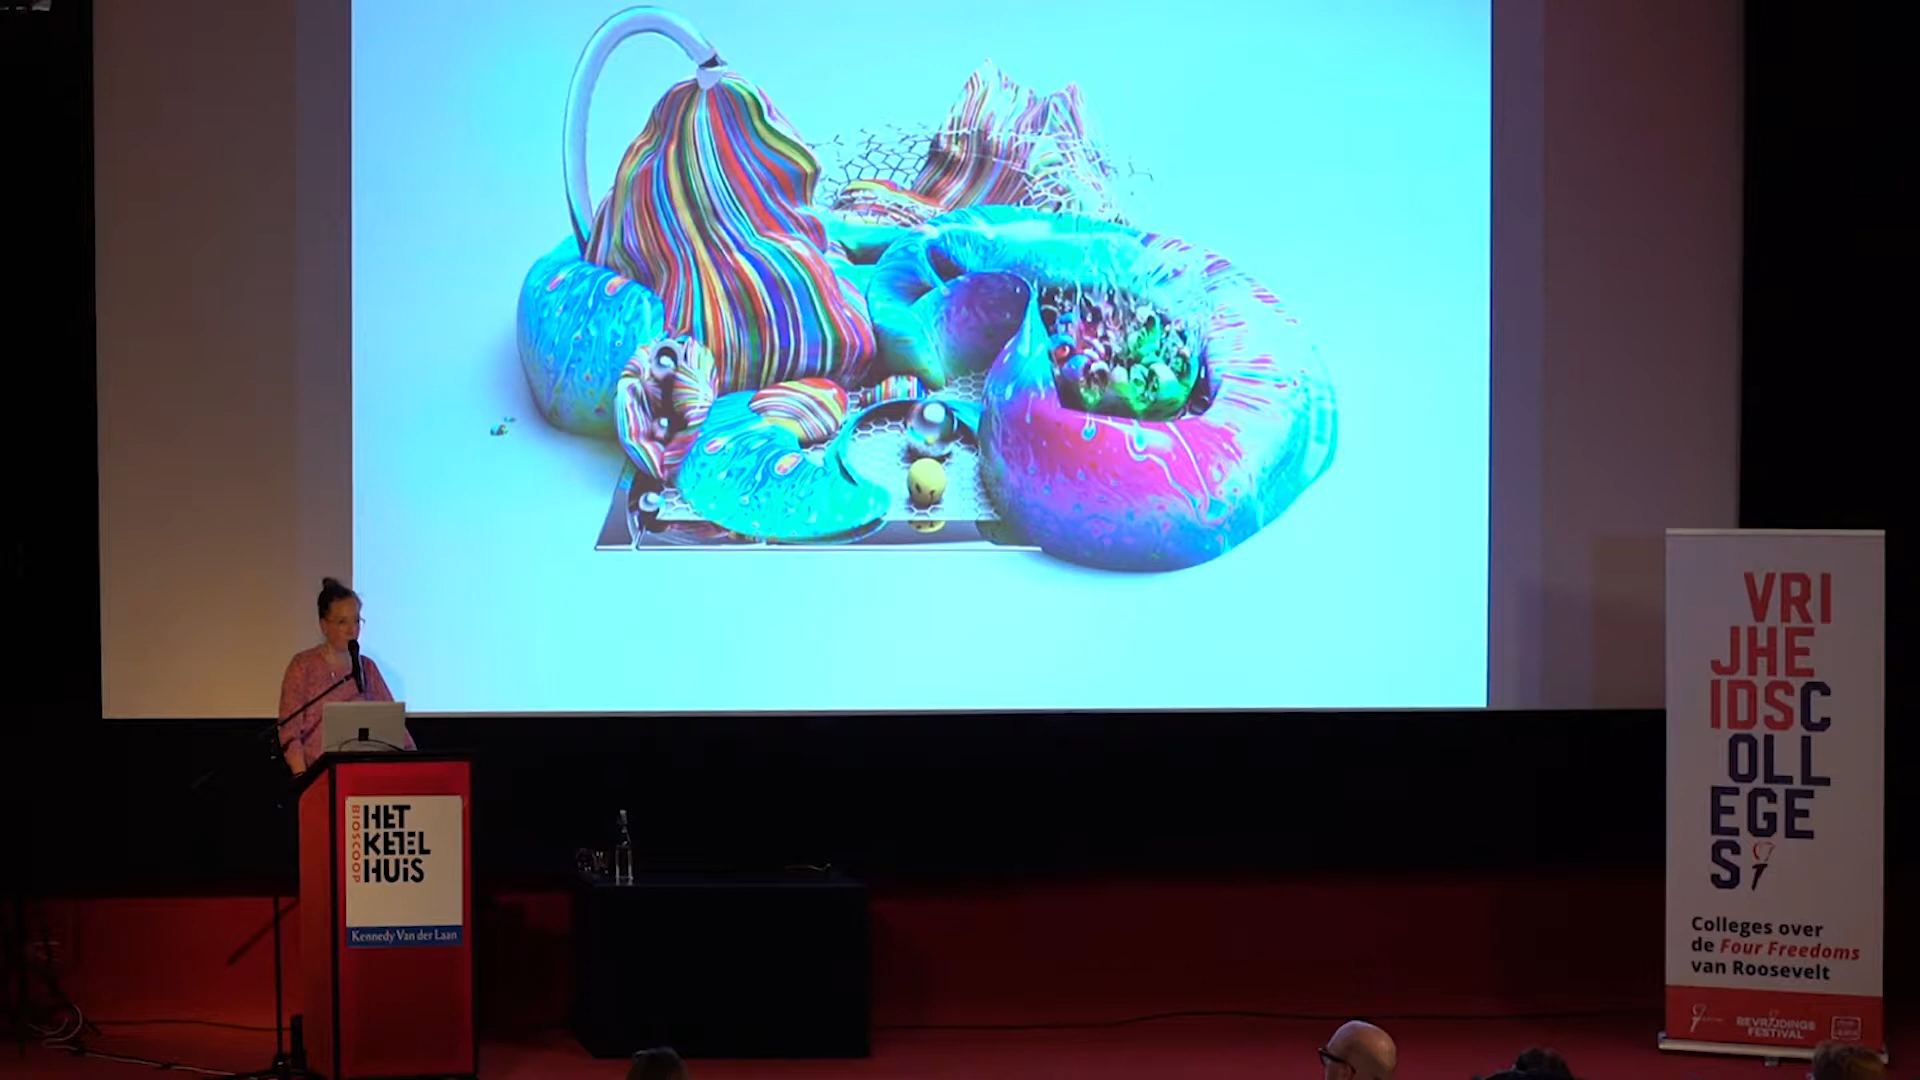 BIOSCOOP
HET
KETEL
HUIS
Kennedy Van der Laan
VRI
JHE
IDSC
OLL
EGE
S
Colleges over
de Four Freedoms
van Roosevelt
BEVRIJDINGS
FESTIVAL